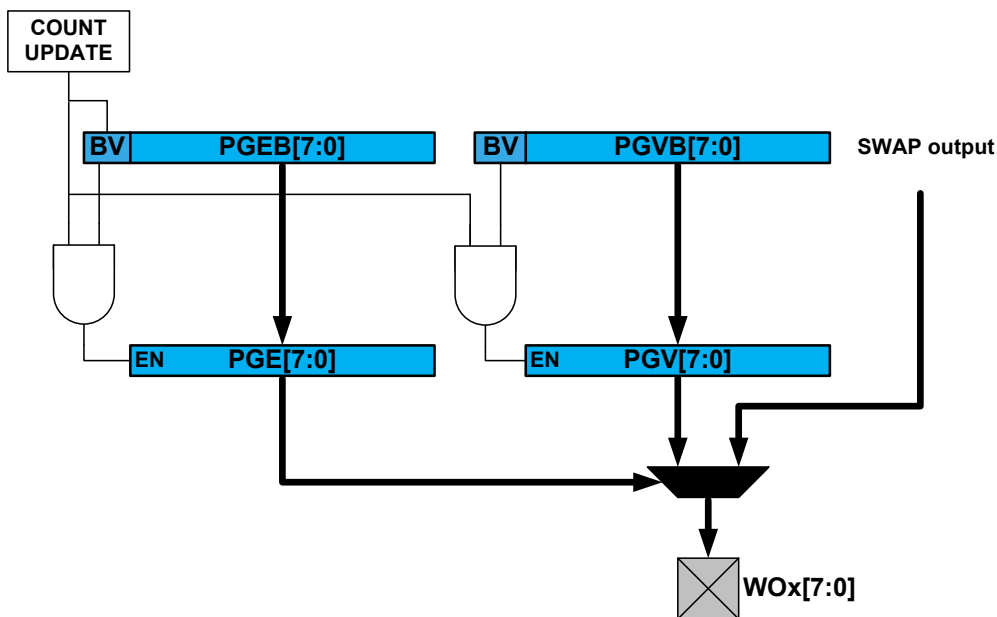 COUNT
UPDATE
BV PGEB[7:0]
BV PGVB[7:0]
SWAP output
EN PGE[7:0]
EN PGV[7:0]
WOx[7:0]